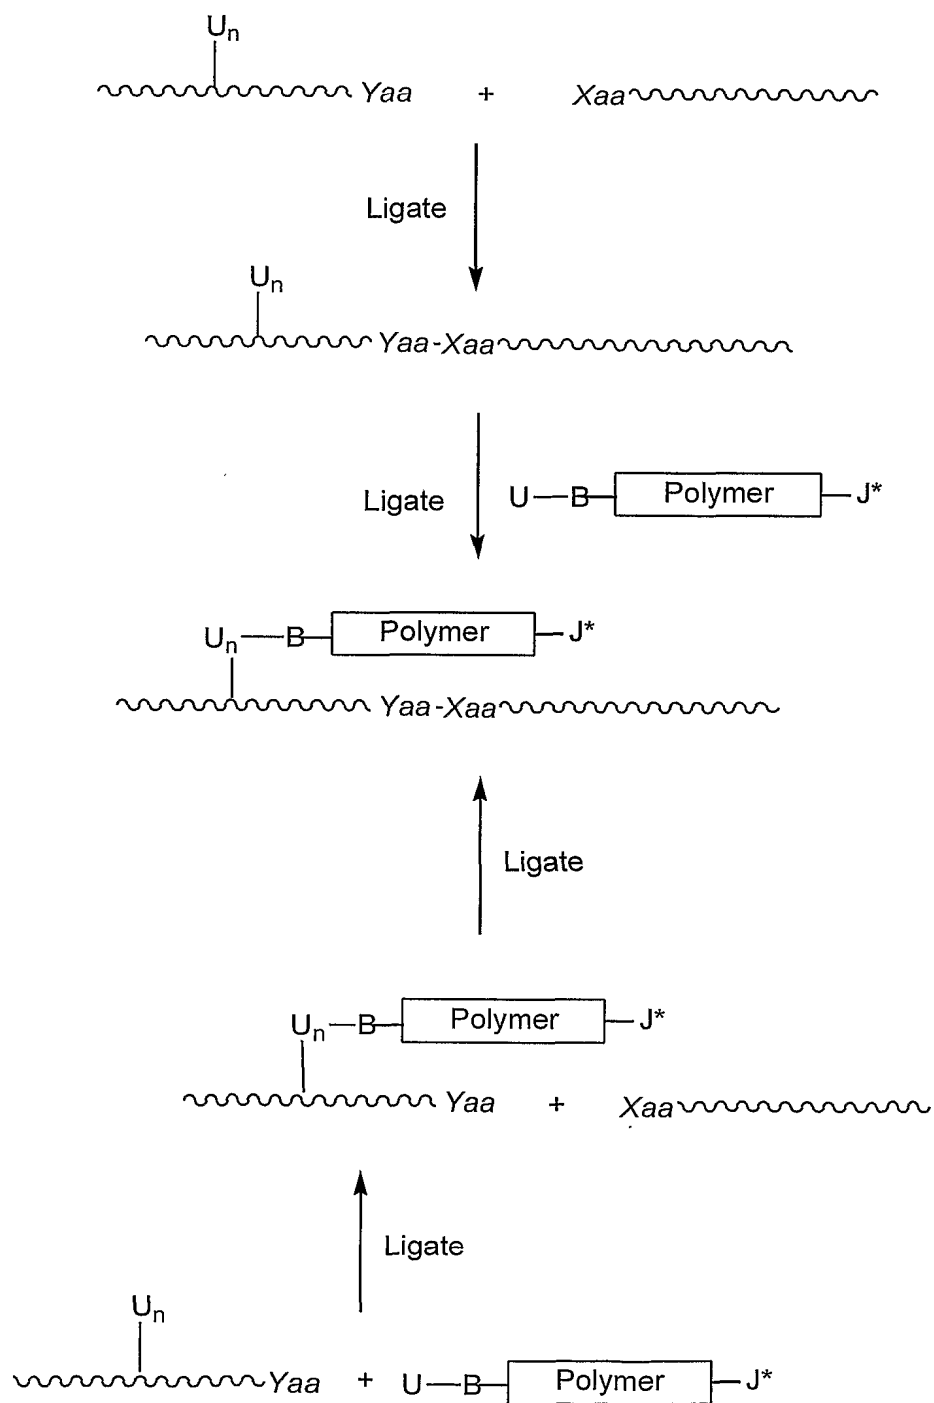 Uₙ
Yaa + Xaa
Ligate
Uₙ
Yaa-Xaa
Ligate U—B—Polymer—J*
Uₙ—B—Polymer—J*
Yaa-Xaa
Ligate
Uₙ—B—Polymer—J*
Yaa + Xaa
Ligate
Uₙ
Yaa + U—B—Polymer—J*